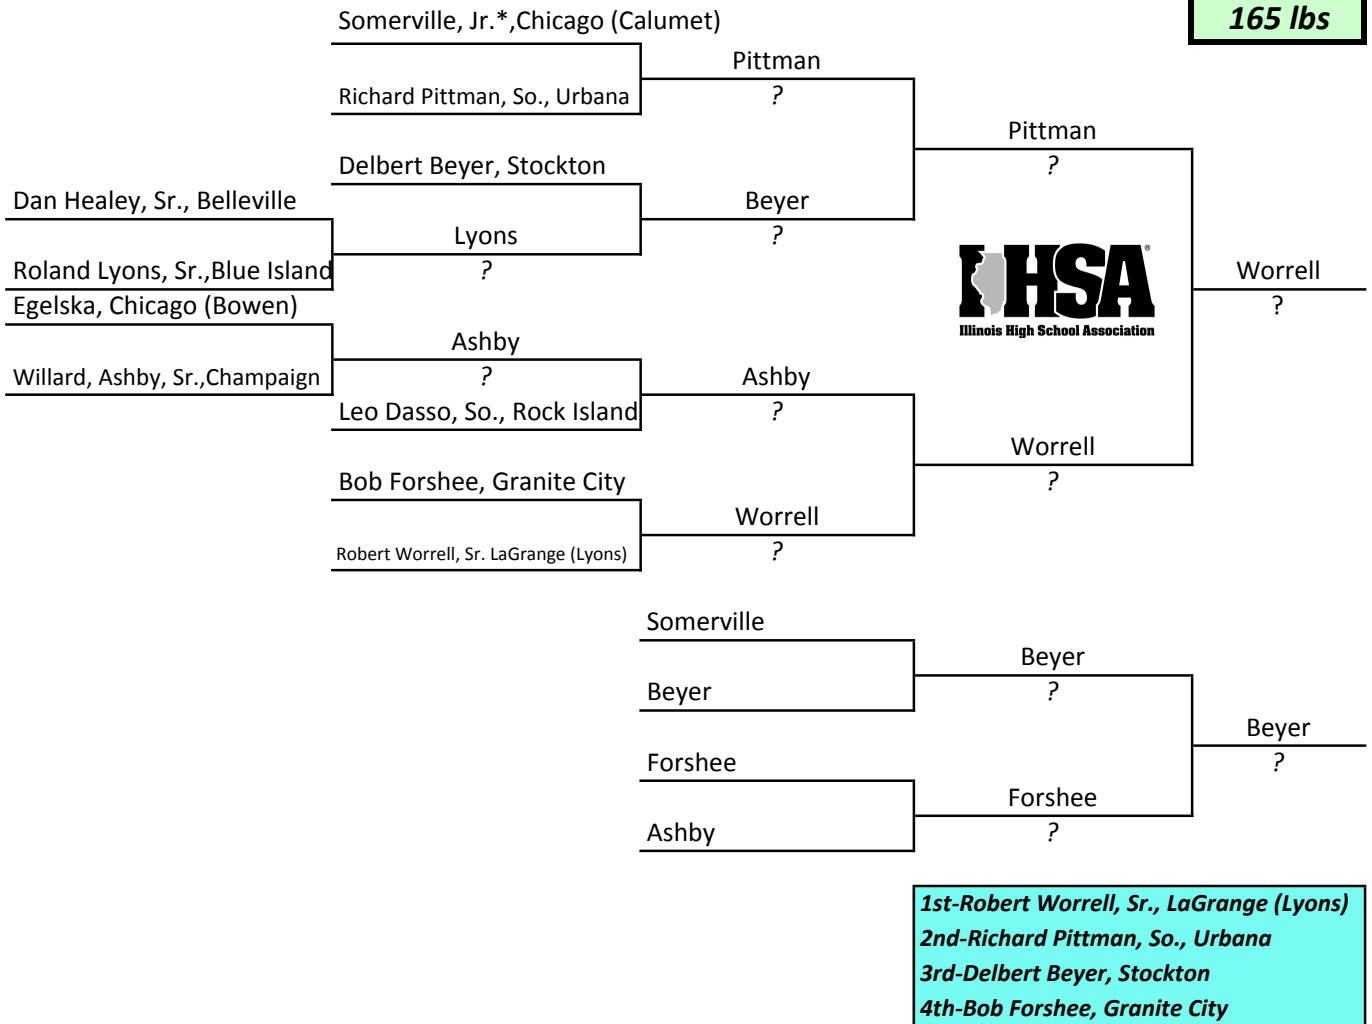 Somerville, Jr.*,Chicago (Calumet)
165 lbs
Pittman
?
Richard Pittman, So., Urbana
Pittman
?
Delbert Beyer, Stockton
Dan Healey, Sr., Belleville
Beyer
?
Lyons
?
Roland Lyons, Sr.,Blue Island
Egelska, Chicago (Bowen)
IHSA®
Illinois High School Association
Worrell
?
Ashby
?
Willard, Ashby, Sr.,Champaign
Ashby
?
Leo Dasso, So., Rock Island
Worrell
?
Bob Forshee, Granite City
Worrell
?
Robert Worrell, Sr. LaGrange (Lyons)
Somerville
Beyer
?
Beyer
Beyer
?
Forshee
Forshee
?
Ashby
1st-Robert Worrell, Sr., LaGrange (Lyons)
2nd-Richard Pittman, So., Urbana
3rd-Delbert Beyer, Stockton
4th-Bob Forshee, Granite City